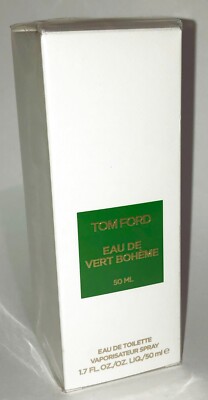 TOM FORD
EAU DE
VERT BOHÈME
50 ML
EAU DE TOILETTE
VAPORISATEUR SPRAY
1.7 FL. OZ./OZ. LIQ./50 ml ℮